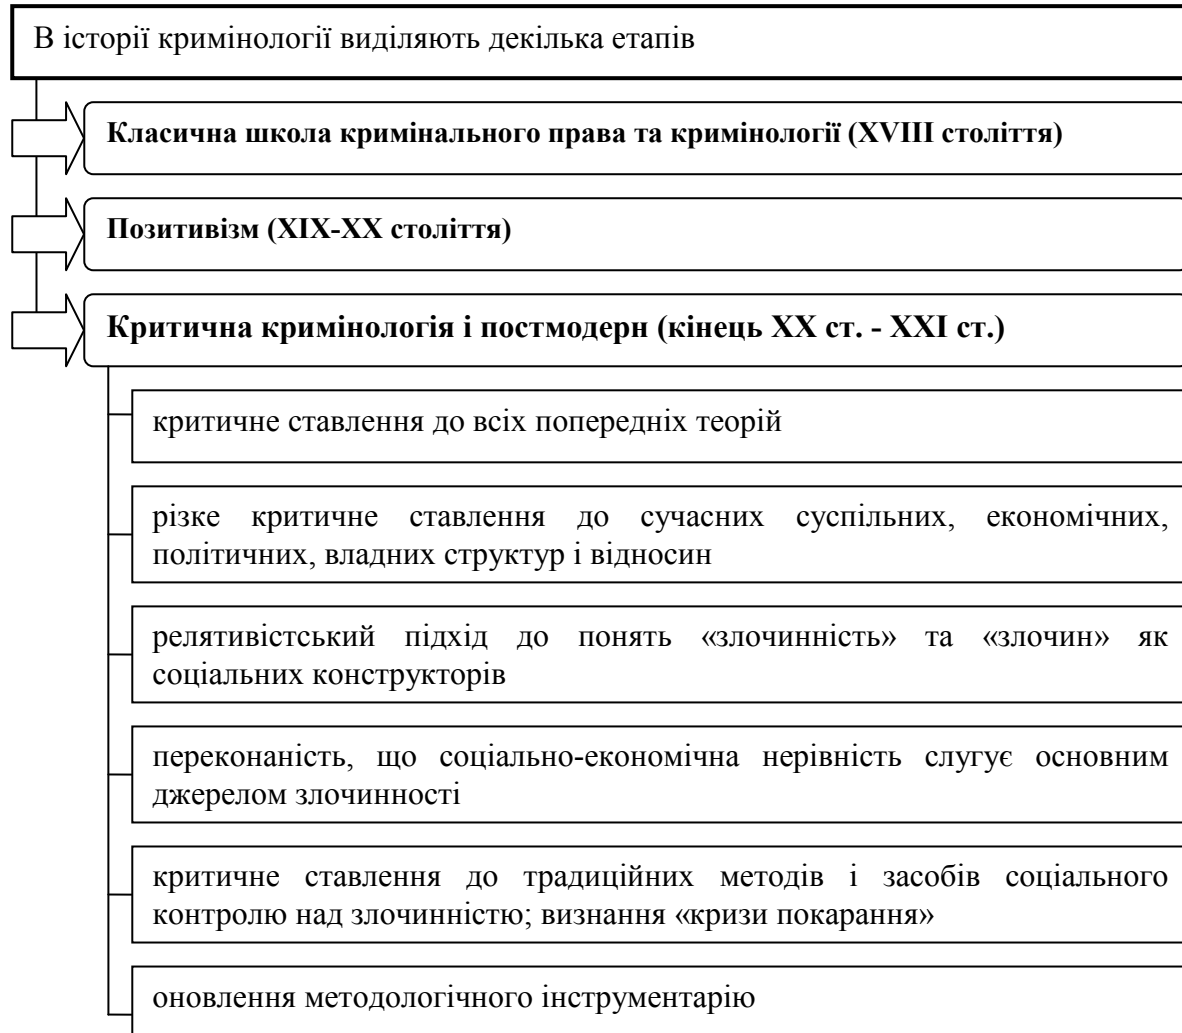 В історії кримінології виділяють декілька етапів
Класична школа кримінального права та кримінології (XVIII століття)
Позитивізм (XIX-XX століття)
Критична кримінологія і постмодерн (кінець XX ст. - XXI ст.)
критичне ставлення до всіх попередніх теорій
різке критичне ставлення до сучасних суспільних, економічних,
політичних, владних структур і відносин
релятивістський підхід до понять «злочинність» та «злочин» як
соціальних конструкторів
переконаність, що соціально-економічна нерівність слугує основним
джерелом злочинності
критичне ставлення до традиційних методів і засобів соціального
контролю над злочинністю; визнання «кризи покарання»
оновлення методологічного інструментарію